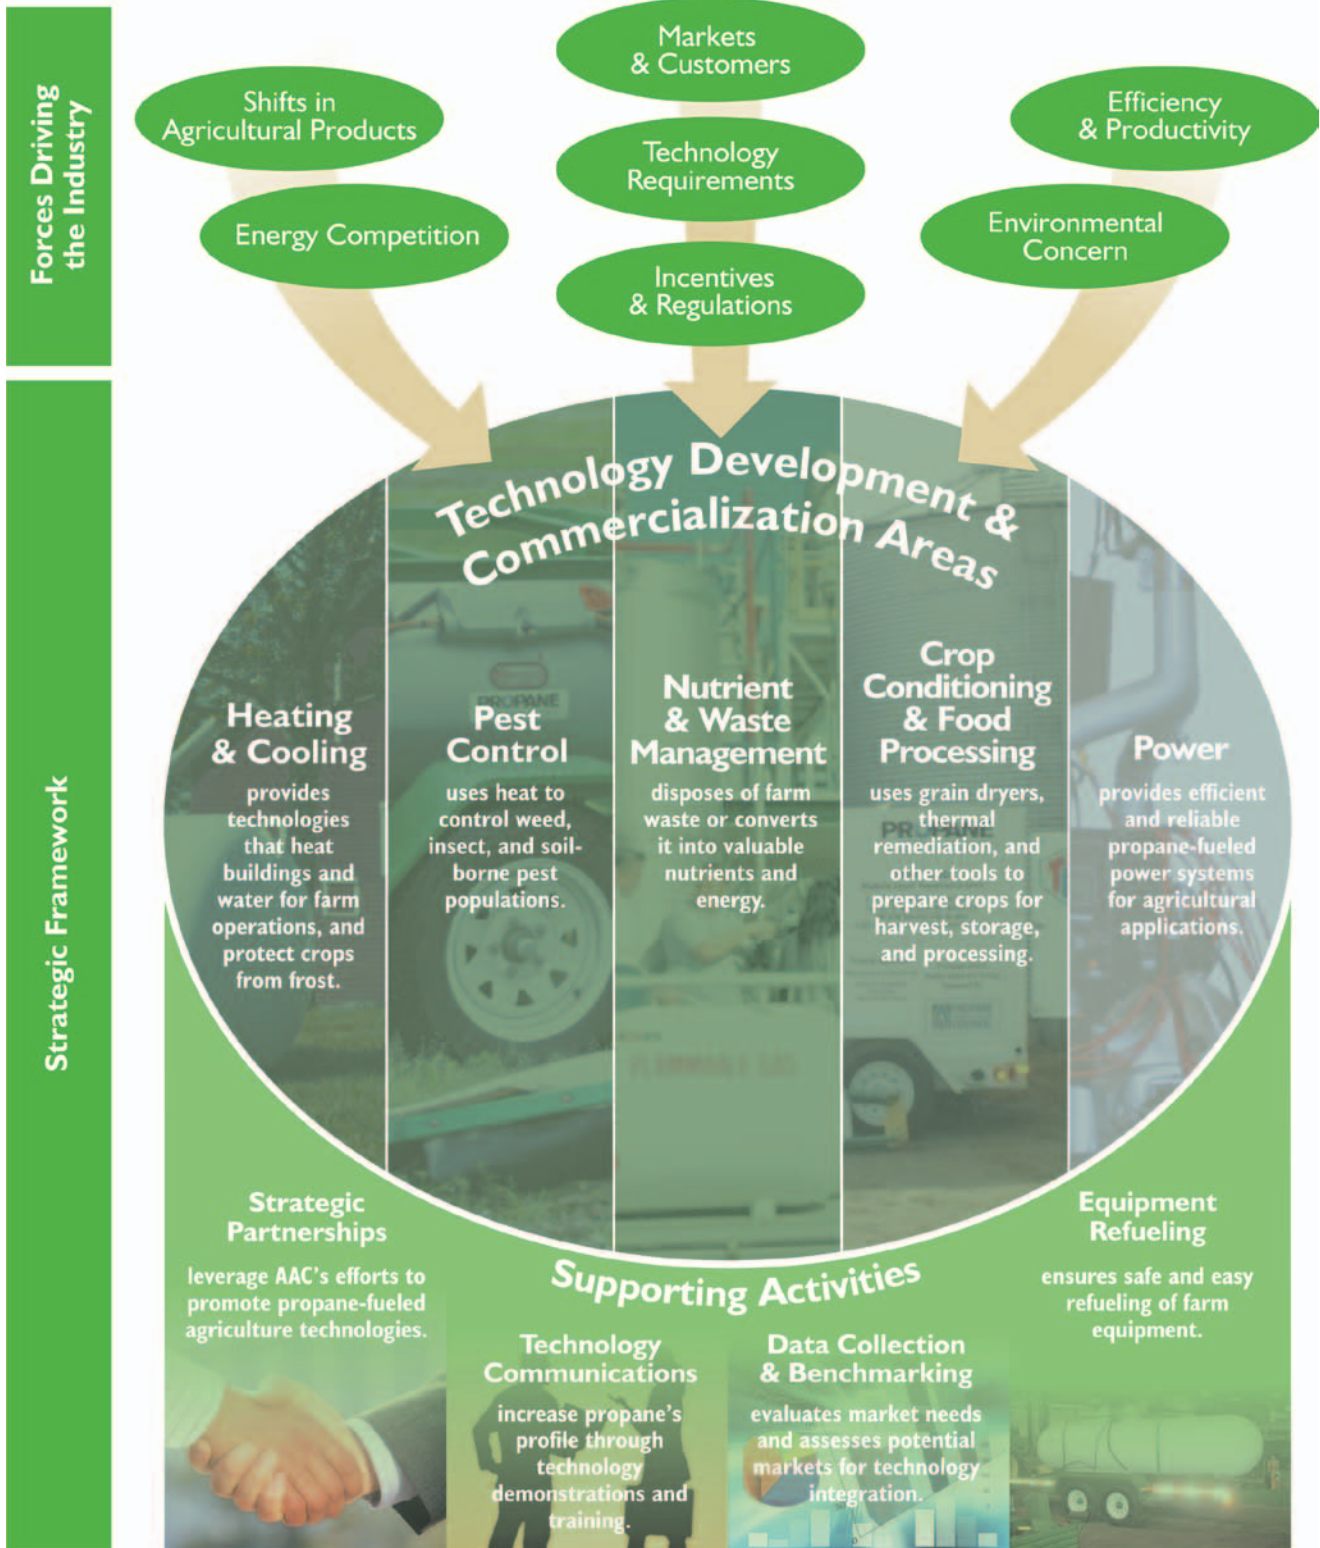 Forces Driving
the Industry
Shifts in
Agricultural Products
Energy Competition
Markets
& Customers
Technology
Requirements
Incentives
& Regulations
Efficiency
& Productivity
Environmental
Concern
Strategic Framework
Technology Development &
Commercialization Areas
Heating
& Cooling
provides
technologies
that heat
buildings and
water for farm
operations, and
protect crops
from frost.
PROPANE
Pest
Control
uses heat to
control weed,
insect, and soil-
borne pest
populations.
Nutrient
& Waste
Management
disposes of farm
waste or converts
it into valuable
nutrients and
energy.
FLAMMABLE GAS
Crop
Conditioning
& Food
Processing
uses grain dryers,
thermal
PROPANE
remediation, and
other tools to
prepare crops for
harvest, storage,
and processing.
Power
provides efficient
and reliable
propane-fueled
power systems
for agricultural
applications.
Supporting Activities
Strategic
Partnerships
leverage AAC's efforts to
promote propane-fueled
agriculture technologies.
Technology
Communications
increase propane's
profile through
technology
demonstrations and
training.
Data Collection
& Benchmarking
evaluates market needs
and assesses potential
markets for technology
integration.
Equipment
Refueling
ensures safe and easy
refueling of farm
equipment.